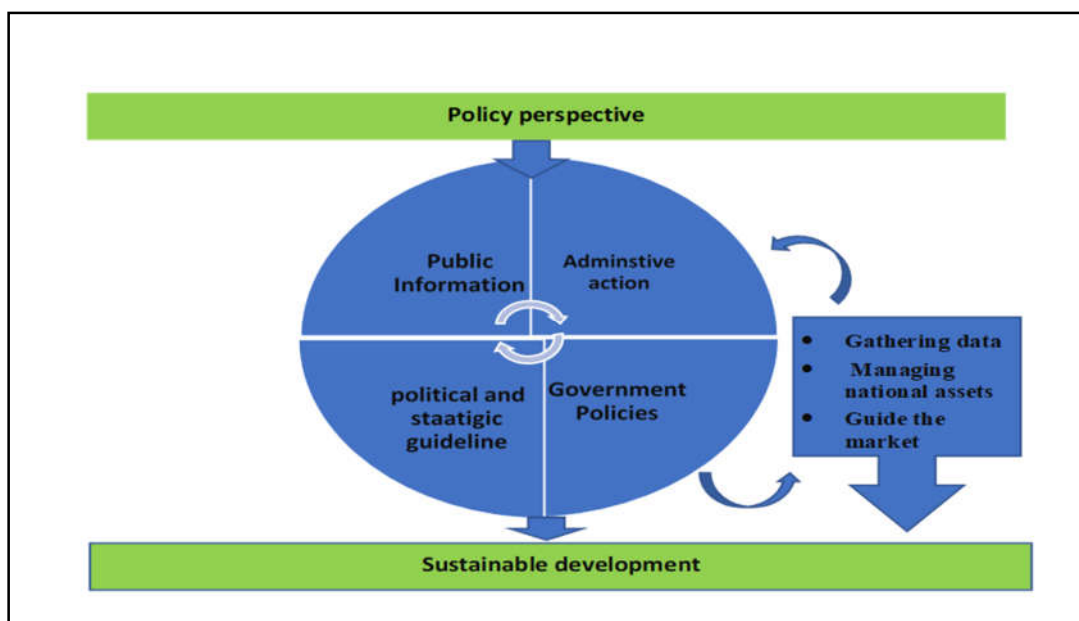 Policy perspective
Public
Information
Adminstive
action
political and
staatigic
guideline
Government
Policies
• Gathering data
• Managing
national assets
• Guide the
market
Sustainable development